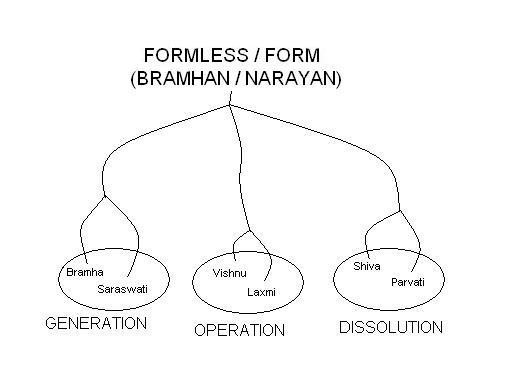 FORMLESS / FORM
(BRAMHAN / NARAYAN)
Bramha
Saraswati
Vishnu
Laxmi
Shiva
Parvati
GENERATION
OPERATION
DISSOLUTION